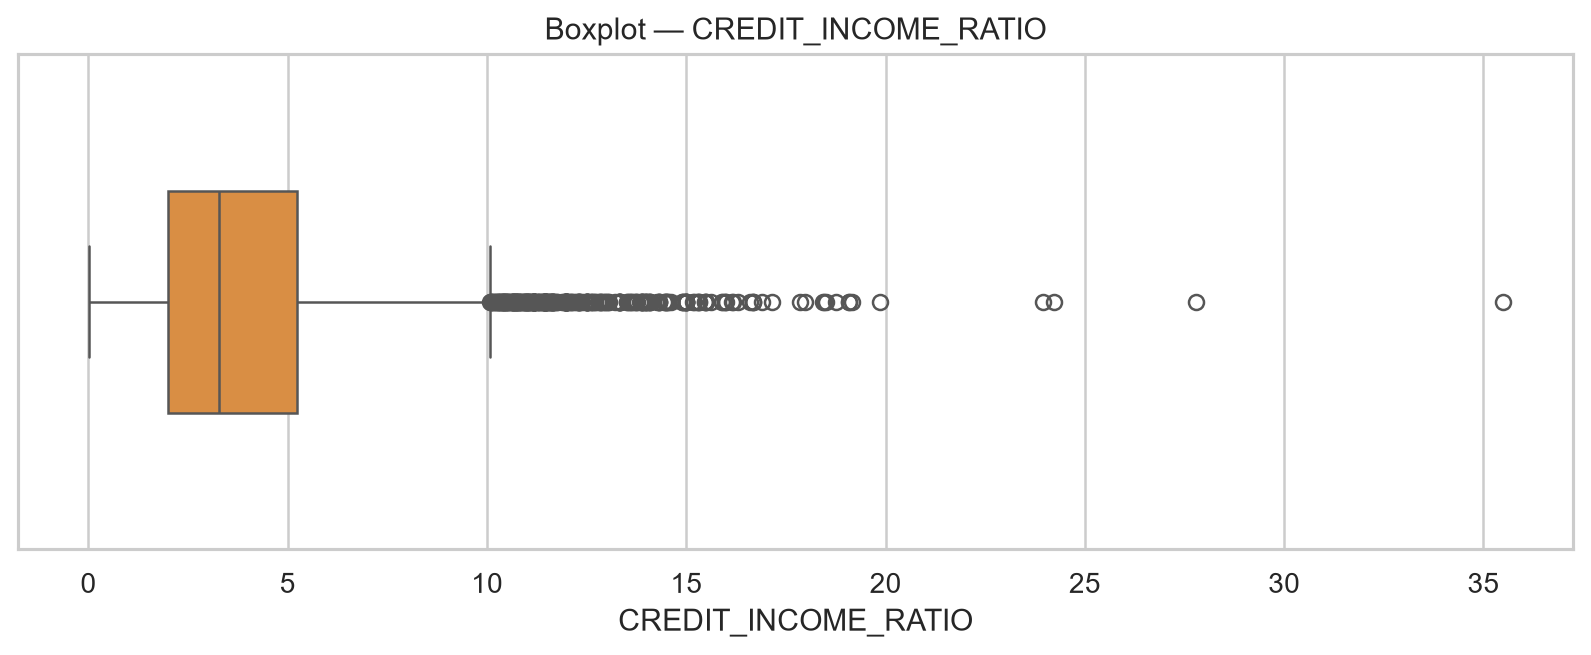 Boxplot — CREDIT_INCOME_RATIO
0 5 10 15 20 25 30 35
CREDIT_INCOME_RATIO